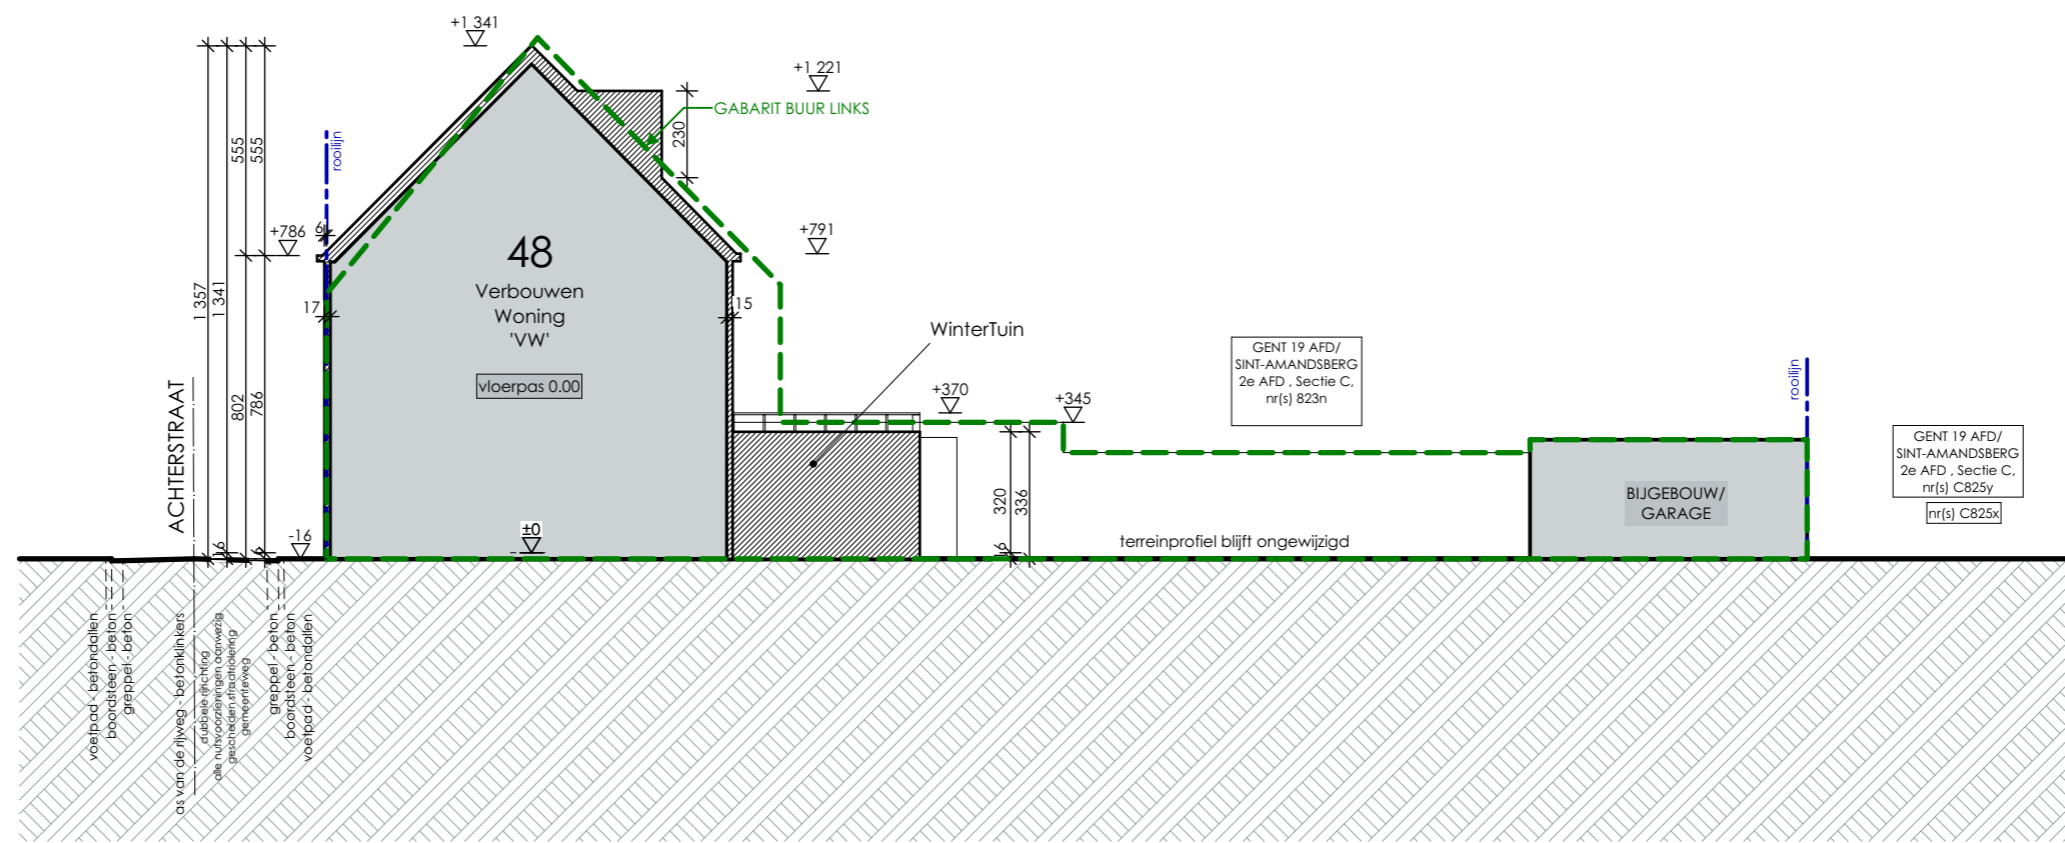 +1 341
+1 221
GABARIT BUUR LINKS
230
rooilijn
555
555
6
+786
+791
48
Verbouwen
Woning
'VW'
vloerpas 0.00
17
15
1 357
1 341
802
786
ACHTERSTRAAT
WinterTuin
+370
+345
GENT 19 AFD/
SINT-AMANDSBERG
2e AFD , Sectie C,
nr(s) 823n
rooilijn
GENT 19 AFD/
SINT-AMANDSBERG
2e AFD , Sectie C,
nr(s) C825y
nr(s) C825x
320
336
BIJGEBOUW/
GARAGE
±0
-16
16
terreinprofiel blijft ongewijzigd
voetpad - betondallen
boordsteen - beton
greppel - beton
as van de rijweg - betonklinkers
dubbele rijrichting
alle nutsvoorzieningen aanwezig
gescheiden straatriolering
gemeenteweg
greppel - beton
boordsteen - beton
voetpad - betondallen